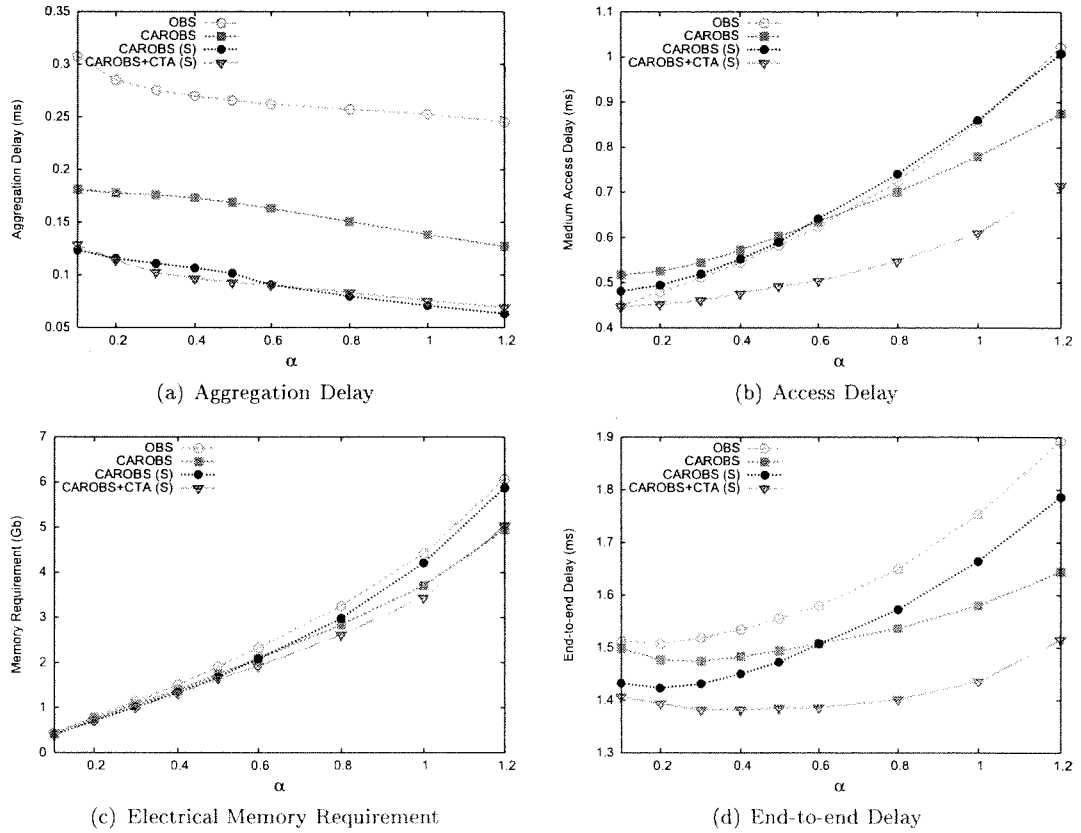 OBS
CAROBS
CAROBS (S)
CAROBS+CTA (S)
0.35
0.3
0.25
0.2
0.15
0.1
0.05
Aggregation Delay (ms)
0.2 0.4 0.6 0.8 1 1.2
α
(a) Aggregation Delay
OBS
CAROBS
CAROBS (S)
CAROBS+CTA (S)
1.1
1
0.9
0.8
0.7
0.6
0.5
0.4
Medium Access Delay (ms)
0.2 0.4 0.6 0.8 1 1.2
α
(b) Access Delay
OBS
CAROBS
CAROBS (S)
CAROBS+CTA (S)
7
6
5
4
3
2
1
0
Memory Requirement (Gb)
0.2 0.4 0.6 0.8 1 1.2
α
(c) Electrical Memory Requirement
OBS
CAROBS
CAROBS (S)
CAROBS+CTA (S)
1.9
1.8
1.7
1.6
1.5
1.4
1.3
End-to-end Delay (ms)
0.2 0.4 0.6 0.8 1 1.2
α
(d) End-to-end Delay